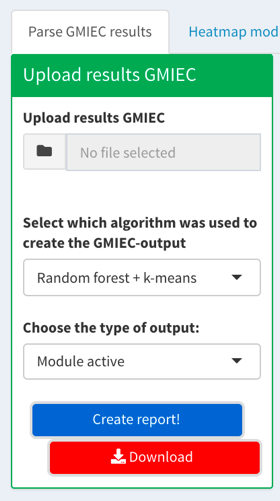 Parse GMIEC results
Heatmap mod
Upload results GMIEC
Upload results GMIEC
No file selected
Select which algorithm was used to
create the GMIEC-output
Random forest + k-means
Choose the type of output:
Module active
Create report!
Download